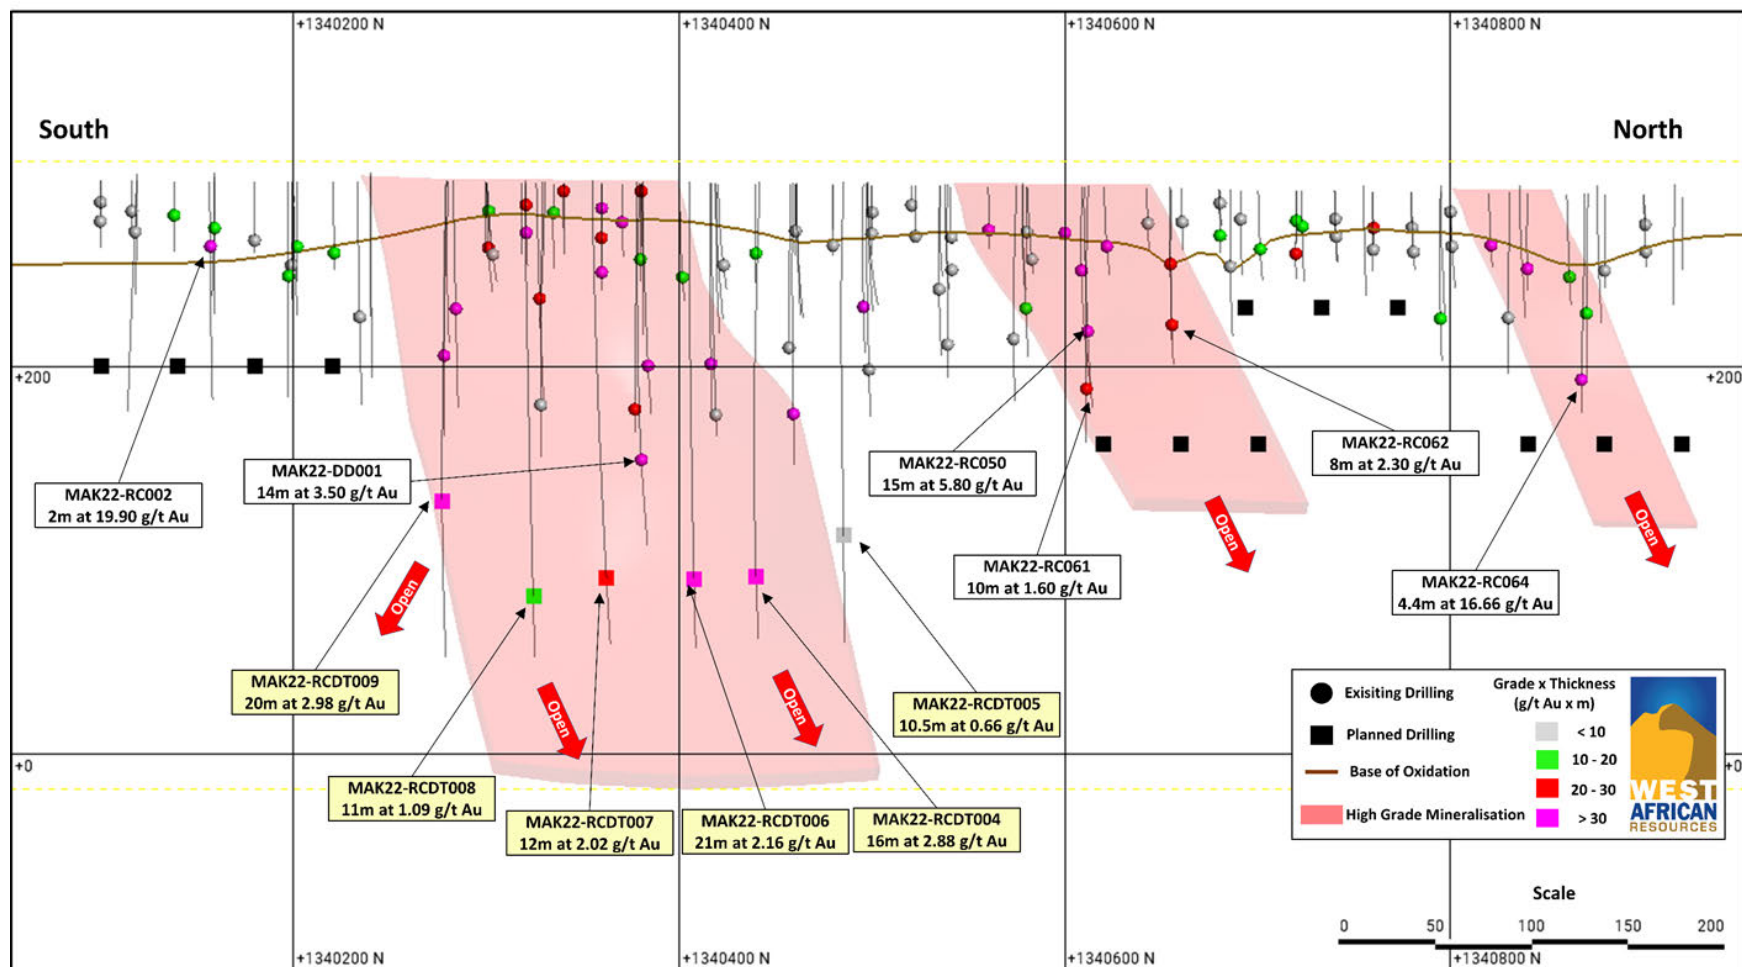 +1340200 N
+1340400 N
+1340600 N
+1340800 N
South
North
+200
+200
MAK22-RC002
2m at 19.90 g/t Au
MAK22-DD001
14m at 3.50 g/t Au
MAK22-RC050
15m at 5.80 g/t Au
MAK22-RC062
8m at 2.30 g/t Au
MAK22-RC061
10m at 1.60 g/t Au
MAK22-RC064
4.4m at 16.66 g/t Au
Open
Open
Open
Open
Open
MAK22-RCDT009
20m at 2.98 g/t Au
MAK22-RCDT005
10.5m at 0.66 g/t Au
MAK22-RCDT008
11m at 1.09 g/t Au
MAK22-RCDT007
12m at 2.02 g/t Au
MAK22-RCDT006
21m at 2.16 g/t Au
MAK22-RCDT004
16m at 2.88 g/t Au
+0
+0
Exisiting Drilling
Planned Drilling
Base of Oxidation
High Grade Mineralisation
Grade x Thickness
(g/t Au x m)
< 10
10 - 20
20 - 30
> 30
WEST
AFRICAN
RESOURCES
Scale
0 50 100 150 200
+1340200 N
+1340400 N
+1340600 N
+1340800 N